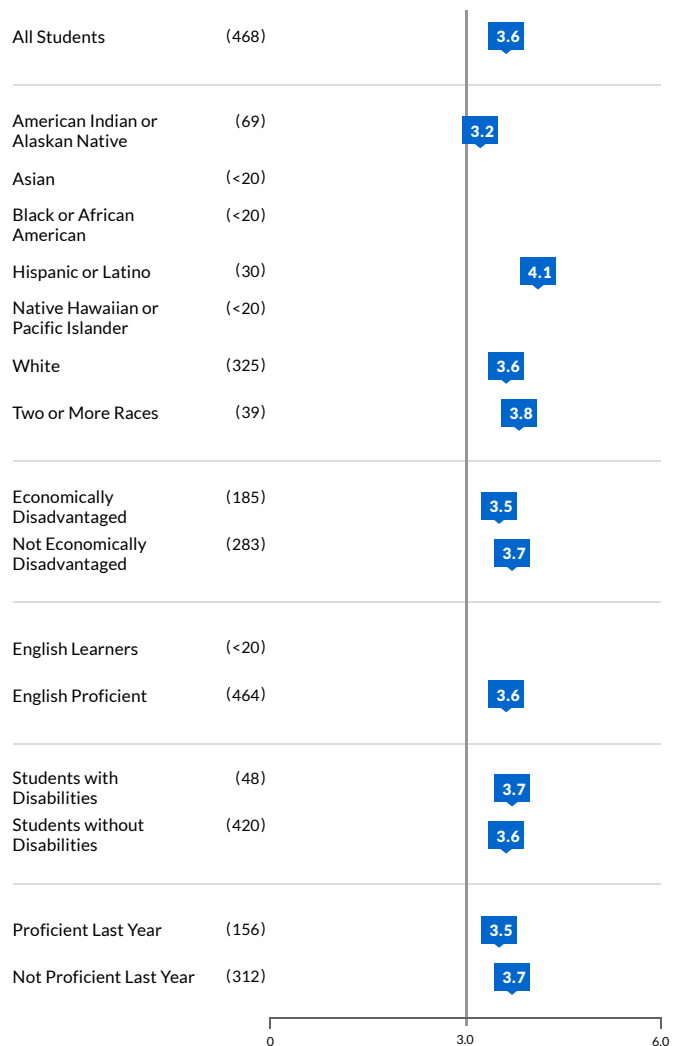 All Students (468) 3.6
American Indian or (69) 3.2
Alaskan Native
Asian (<20)
Black or African (<20)
American
Hispanic or Latino (30) 4.1
Native Hawaiian or (<20)
Pacific Islander
White (325) 3.6
Two or More Races (39) 3.8
Economically (185) 3.5
Disadvantaged
Not Economically (283) 3.7
Disadvantaged
English Learners (<20)
English Proficient (464) 3.6
Students with (48) 3.7
Disabilities
Students without (420) 3.6
Disabilities
Proficient Last Year (156) 3.5
Not Proficient Last Year (312) 3.7
0 3.0 6.0